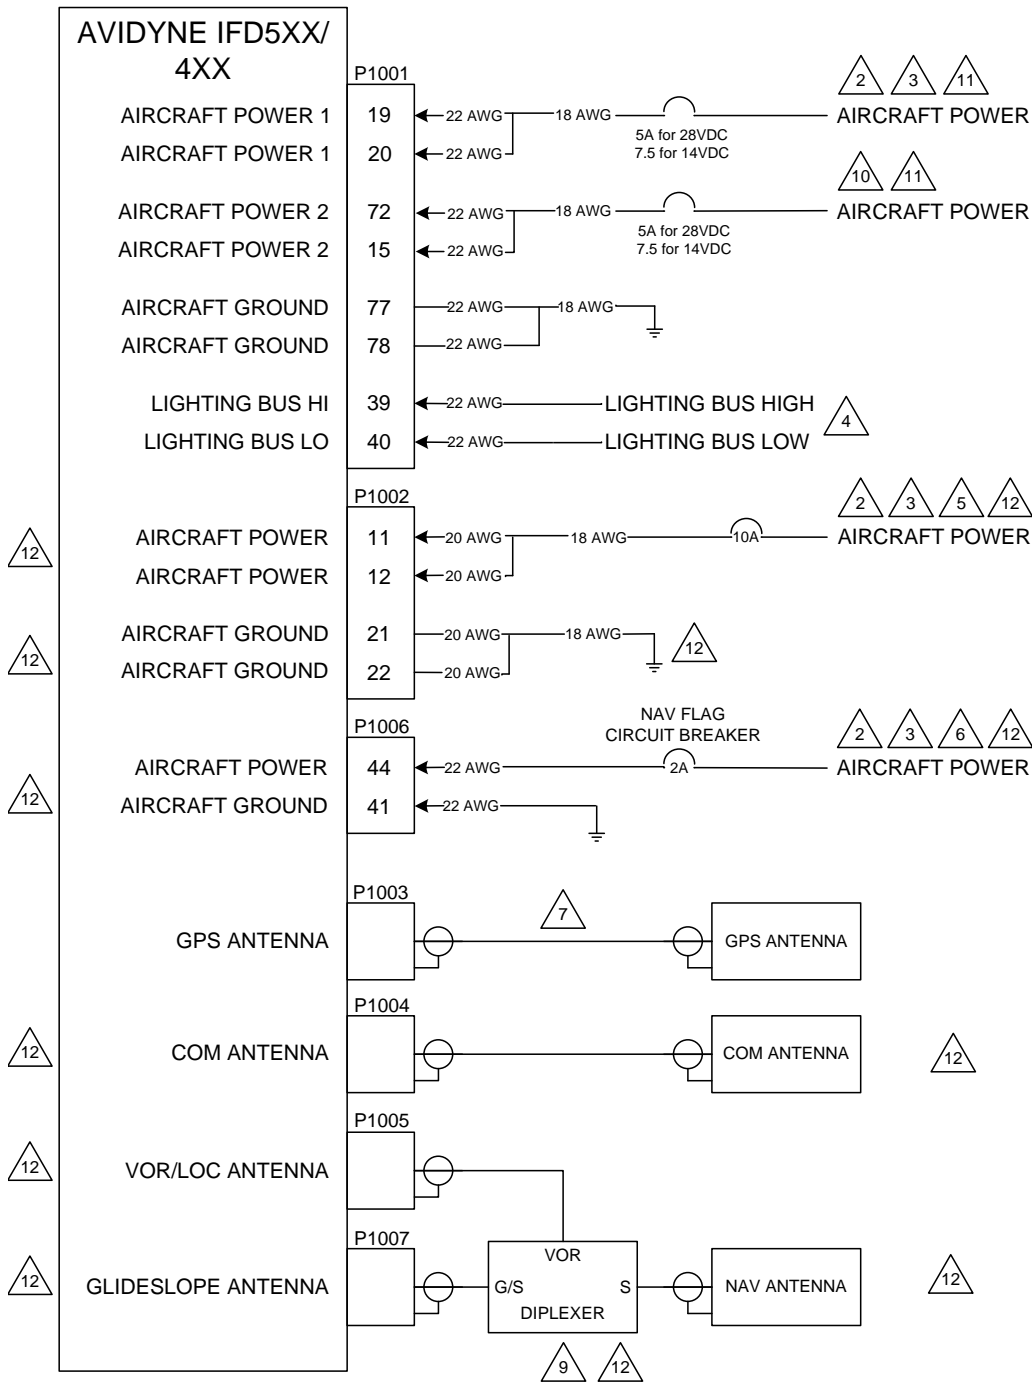 AVIDYNE IFD5XX/
4XX
P1001
2 3 11
AIRCRAFT POWER 1 19 22 AWG 18 AWG AIRCRAFT POWER
5A for 28VDC
7.5 for 14VDC
AIRCRAFT POWER 1 20 22 AWG
10 11
AIRCRAFT POWER 2 72 22 AWG 18 AWG AIRCRAFT POWER
5A for 28VDC
7.5 for 14VDC
AIRCRAFT POWER 2 15 22 AWG
AIRCRAFT GROUND 77 22 AWG 18 AWG
AIRCRAFT GROUND 78 22 AWG
LIGHTING BUS HI 39 22 AWG LIGHTING BUS HIGH
4
LIGHTING BUS LO 40 22 AWG LIGHTING BUS LOW
P1002
2 3 5 12
AIRCRAFT POWER 11 20 AWG 18 AWG 10A AIRCRAFT POWER
12
AIRCRAFT POWER 12 20 AWG
AIRCRAFT GROUND 21 20 AWG 18 AWG
12 12
AIRCRAFT GROUND 22 20 AWG
NAV FLAG
CIRCUIT BREAKER
P1006
2 3 6 12
AIRCRAFT POWER 44 22 AWG 2A AIRCRAFT POWER
12
AIRCRAFT GROUND 41 22 AWG
P1003
7
GPS ANTENNA GPS ANTENNA
P1004
12 COM ANTENNA COM ANTENNA 12
P1005
12 VOR/LOC ANTENNA
P1007
VOR
12 GLIDESLOPE ANTENNA G/S S NAV ANTENNA 12
DIPLEXER
9 12